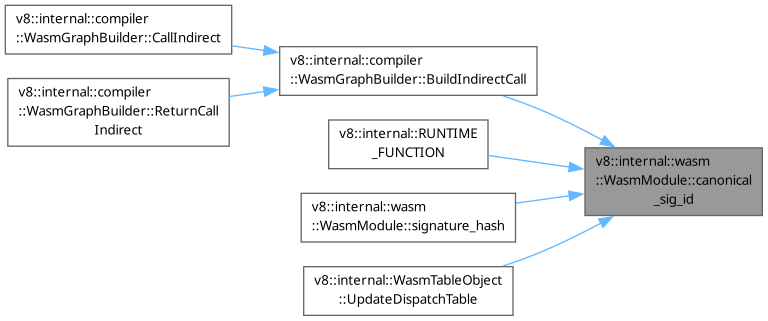 v8::internal::compiler
::WasmGraphBuilder::CallIndirect
v8::internal::compiler
::WasmGraphBuilder::ReturnCall
Indirect
v8::internal::compiler
::WasmGraphBuilder::BuildIndirectCall
v8::internal::RUNTIME
_FUNCTION
v8::internal::wasm
::WasmModule::signature_hash
v8::internal::WasmTableObject
::UpdateDispatchTable
v8::internal::wasm
::WasmModule::canonical
_sig_id